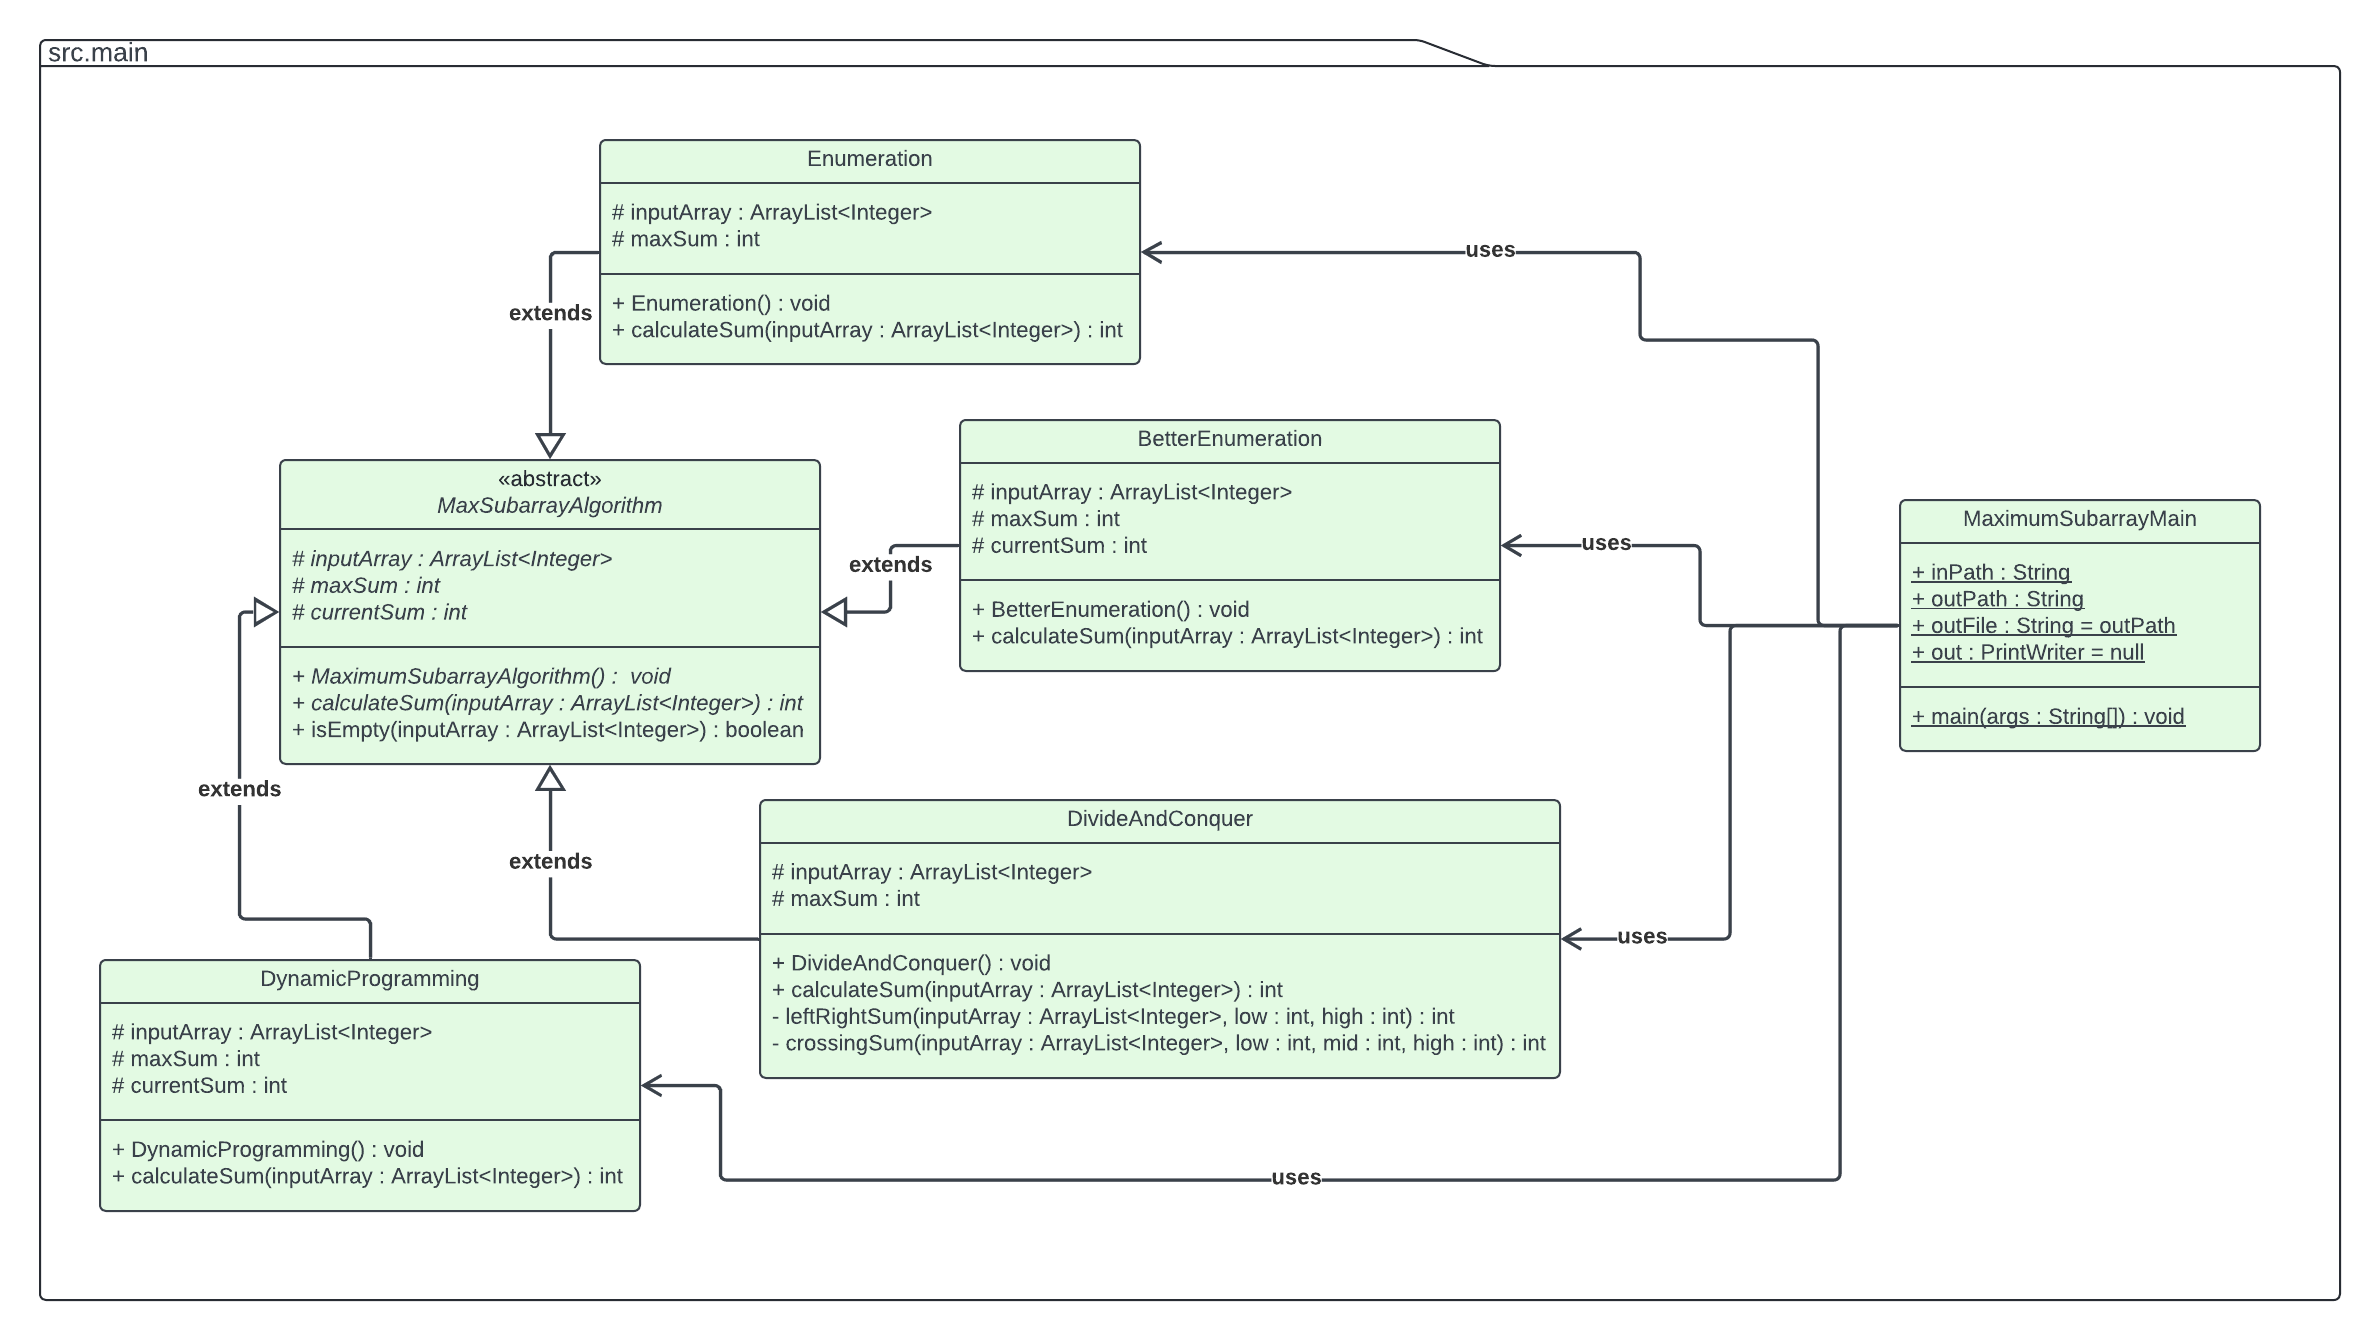 src.main
Enumeration
# inputArray : ArrayList<Integer>
# maxSum : int
+ Enumeration() : void
+ calculateSum(inputArray : ArrayList<Integer>) : int
uses
extends
BetterEnumeration
# inputArray : ArrayList<Integer>
# maxSum : int
# currentSum : int
+ BetterEnumeration() : void
+ calculateSum(inputArray : ArrayList<Integer>) : int
uses
extends
«abstract»
MaxSubarrayAlgorithm
# inputArray : ArrayList<Integer>
# maxSum : int
# currentSum : int
+ MaximumSubarrayAlgorithm() :  void
+ calculateSum(inputArray : ArrayList<Integer>) : int
+ isEmpty(inputArray : ArrayList<Integer>) : boolean
MaximumSubarrayMain
+ inPath : String
+ outPath : String
+ outFile : String = outPath
+ out : PrintWriter = null
+ main(args : String[]) : void
extends
extends
DivideAndConquer
# inputArray : ArrayList<Integer>
# maxSum : int
+ DivideAndConquer() : void
+ calculateSum(inputArray : ArrayList<Integer>) : int
- leftRightSum(inputArray : ArrayList<Integer>, low : int, high : int) : int
- crossingSum(inputArray : ArrayList<Integer>, low : int, mid : int, high : int) : int
uses
DynamicProgramming
# inputArray : ArrayList<Integer>
# maxSum : int
# currentSum : int
+ DynamicProgramming() : void
+ calculateSum(inputArray : ArrayList<Integer>) : int
uses